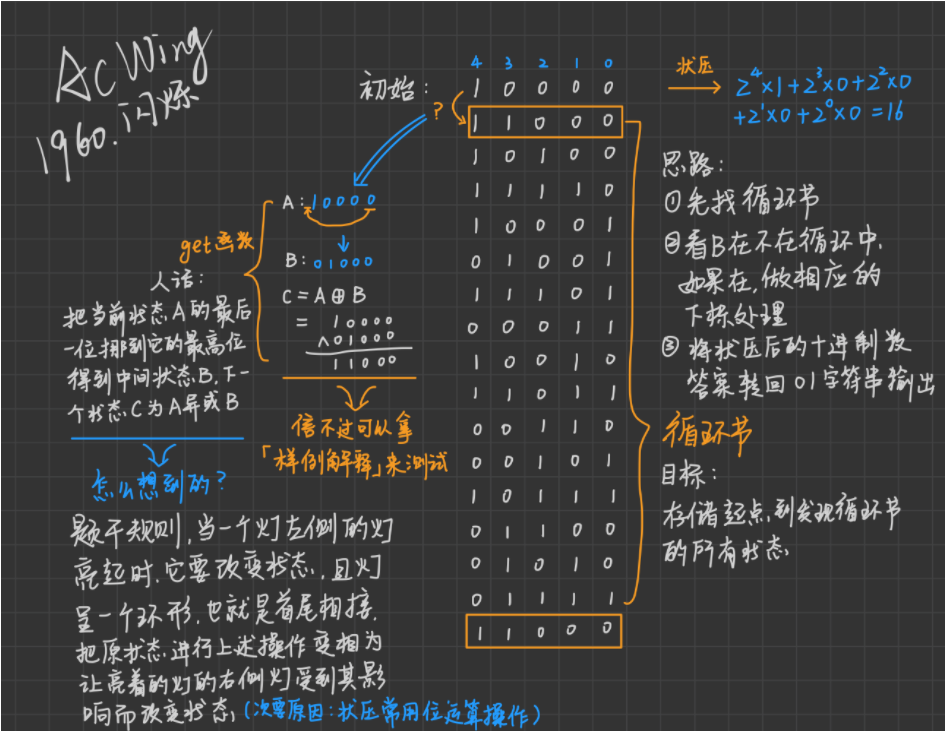 AcWing
1960.闪烁
4 3 2 1 0
初始: 1 0 0 0 0
1 1 0 0 0
1 0 1 0 0
1 1 1 1 0
1 0 0 0 1
0 1 0 0 1
1 1 1 0 1
0 0 0 1 1
1 0 0 1 0
1 1 0 1 1
0 0 1 1 0
0 0 1 0 1
1 0 1 1 1
0 1 1 0 0
0 1 0 1 0
0 1 1 1 1
1 1 0 0 0
?
状压
2^4×1+2^3×0+2^2×0
+2^1×0+2^0×0=16
A:10000
B:01000
C=A⊕B
= 10000
^01000
11000
get函数
人话:
把当前状态A的最后
一位挪到它的最高位
得到中间状态B,下一
个状态C为A异或B
信不过可以拿
「样例解释」来测试
怎么想到的?
题干规则,当一个灯左侧的灯
亮起时,它要改变状态,且灯
呈一个环形,也就是首尾相接,
把原状态进行上述操作变相为
让亮着的灯的右侧灯受到其影
响而改变状态,(次要原因:状压常用位运算操作)
思路:
①先找循环节
②看B在不在循环中,
如果在,做相应的
下标处理
③将状压后的十进制数
答案转回01字符串输出
循环节
目标:
存储起点到发现循环节
的所有状态